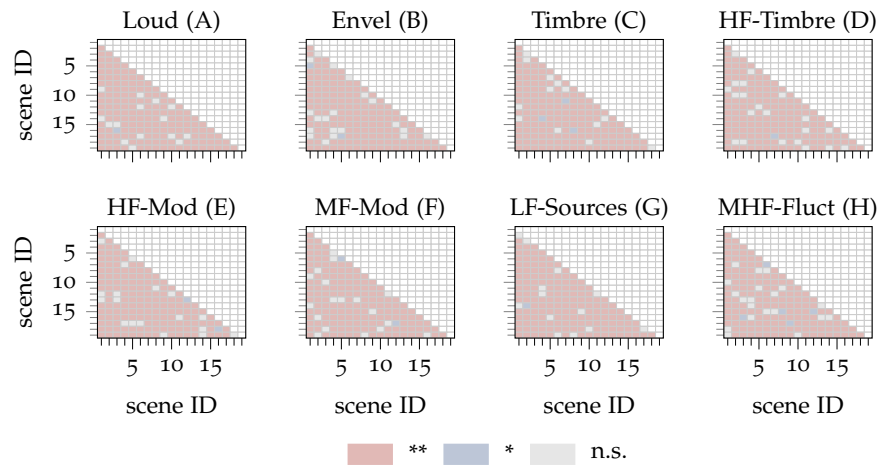 Loud (A) Envel (B) Timbre (C) HF-Timbre (D)
scene ID
5
10
15
HF-Mod (E) MF-Mod (F) LF-Sources (G) MHF-Fluct (H)
scene ID
5
10
15
5 10 15 5 10 15 5 10 15 5 10 15
scene ID scene ID scene ID scene ID
** * n.s.